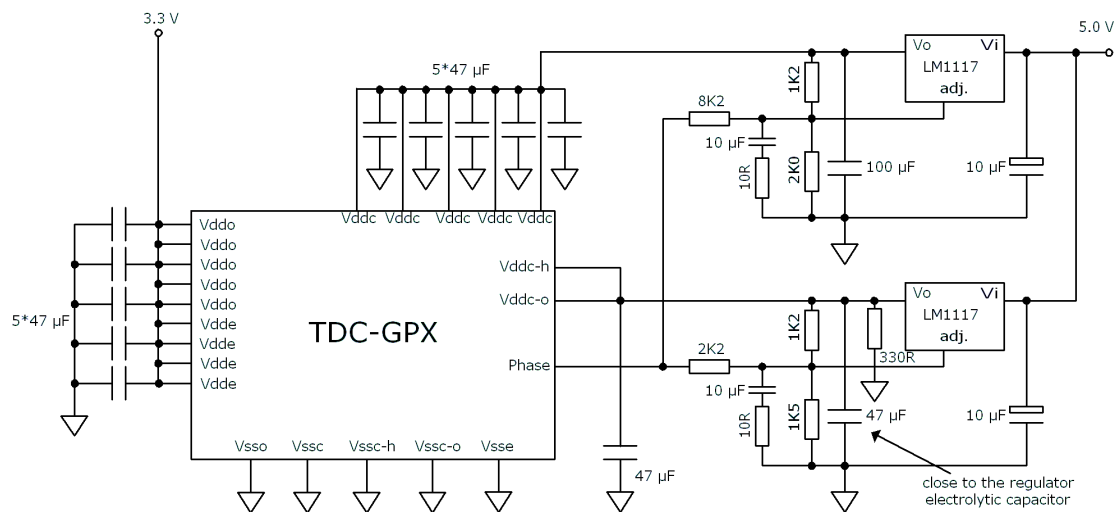 3.3 V
5.0 V
5*47 µF
Vo
Vi
LM1117
adj.
1K2
8K2
10 µF
10R
2K0
100 µF
10 µF
Vddc
Vddc
Vddc
Vddc
Vddc
Vddo
Vddo
Vddo
Vddo
Vddo
Vdde
Vdde
Vdde
Vdde
5*47 µF
TDC-GPX
Vddc-h
Vddc-o
Phase
Vo
Vi
LM1117
adj.
1K2
330R
2K2
10 µF
10R
1K5
47 µF
10 µF
Vsso
Vssc
Vssc-h
Vssc-o
Vsse
47 µF
close to the regulator
electrolytic capacitor